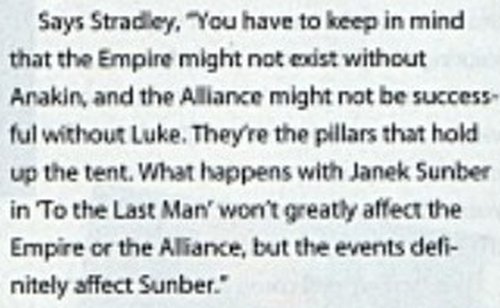 Says Stradley, "You have to keep in mind
that the Empire might not exist without
Anakin, and the Alliance might not be success-
ful without Luke. They're the pillars that hold
up the tent. What happens with Janek Sunber
in 'To the Last Man' won't greatly affect the
Empire or the Alliance, but the events defi-
nitely affect Sunber."